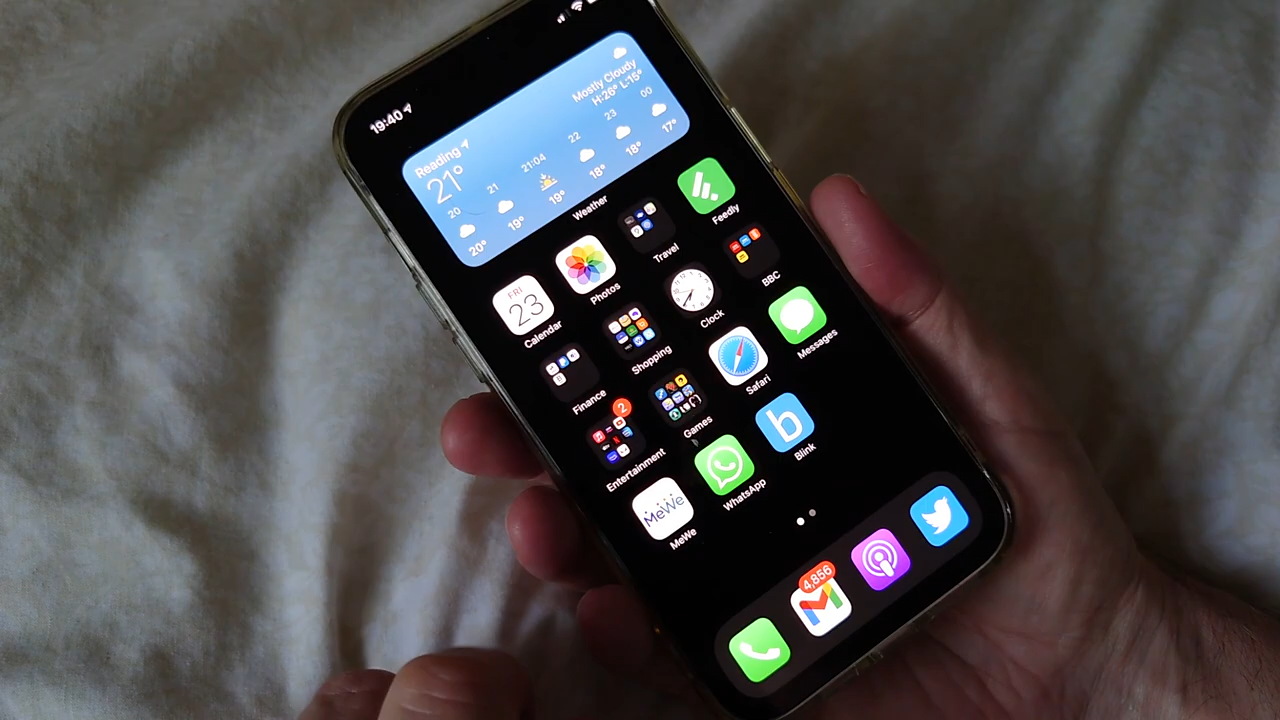 19:40
Reading
21°
Mostly Cloudy
H:26° L:15°
20 21 21:04 22 23 00
20° 19° 19° 18° 18° 17°
Weather
FRI
23
Calendar
Photos
Travel
Feedly
Finance
Shopping
Clock
BBC
2
Entertainment
Games
Safari
Messages
MeWe
MeWe
WhatsApp
b
Blink
4,856